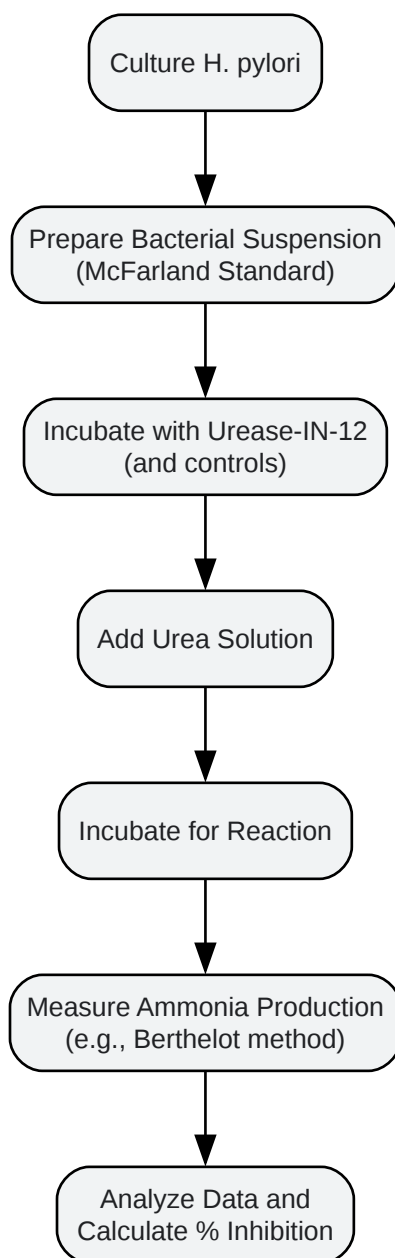 Culture H. pylori
Prepare Bacterial Suspension
(McFarland Standard)
Incubate with Urease-IN-12
(and controls)
Add Urea Solution
Incubate for Reaction
Measure Ammonia Production
(e.g., Berthelot method)
Analyze Data and
Calculate % Inhibition